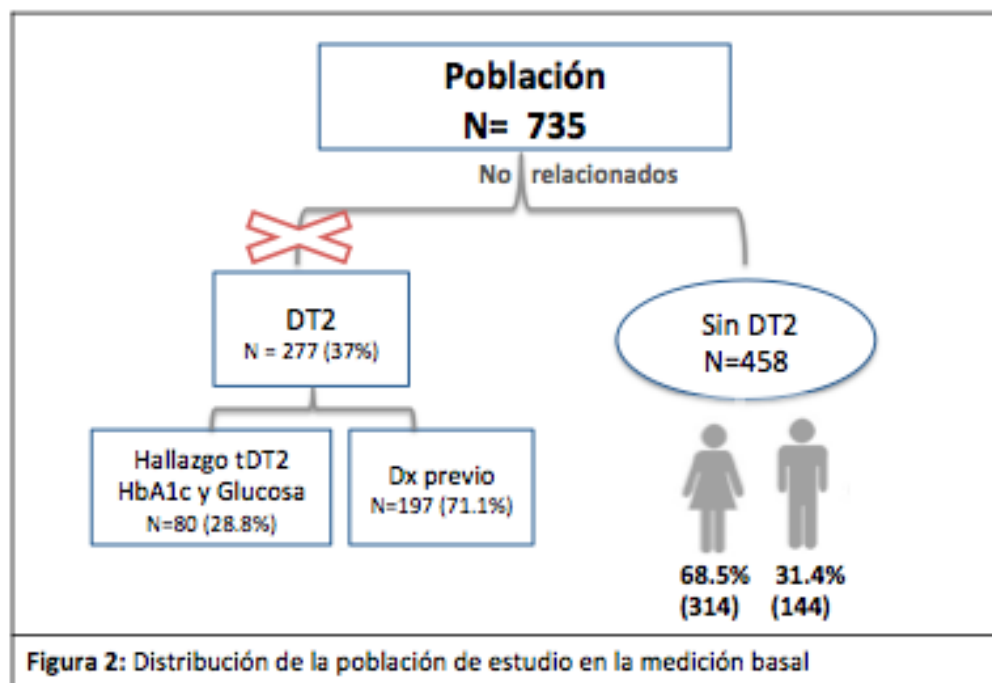 Población
N= 735
No relacionados
DT2
N = 277 (37%)
Sin DT2
N=458
Hallazgo tDT2
HbA1c y Glucosa
N=80 (28.8%)
Dx previo
N=197 (71.1%)
68.5% 31.4%
(314) (144)
Figura 2: Distribución de la población de estudio en la medición basal